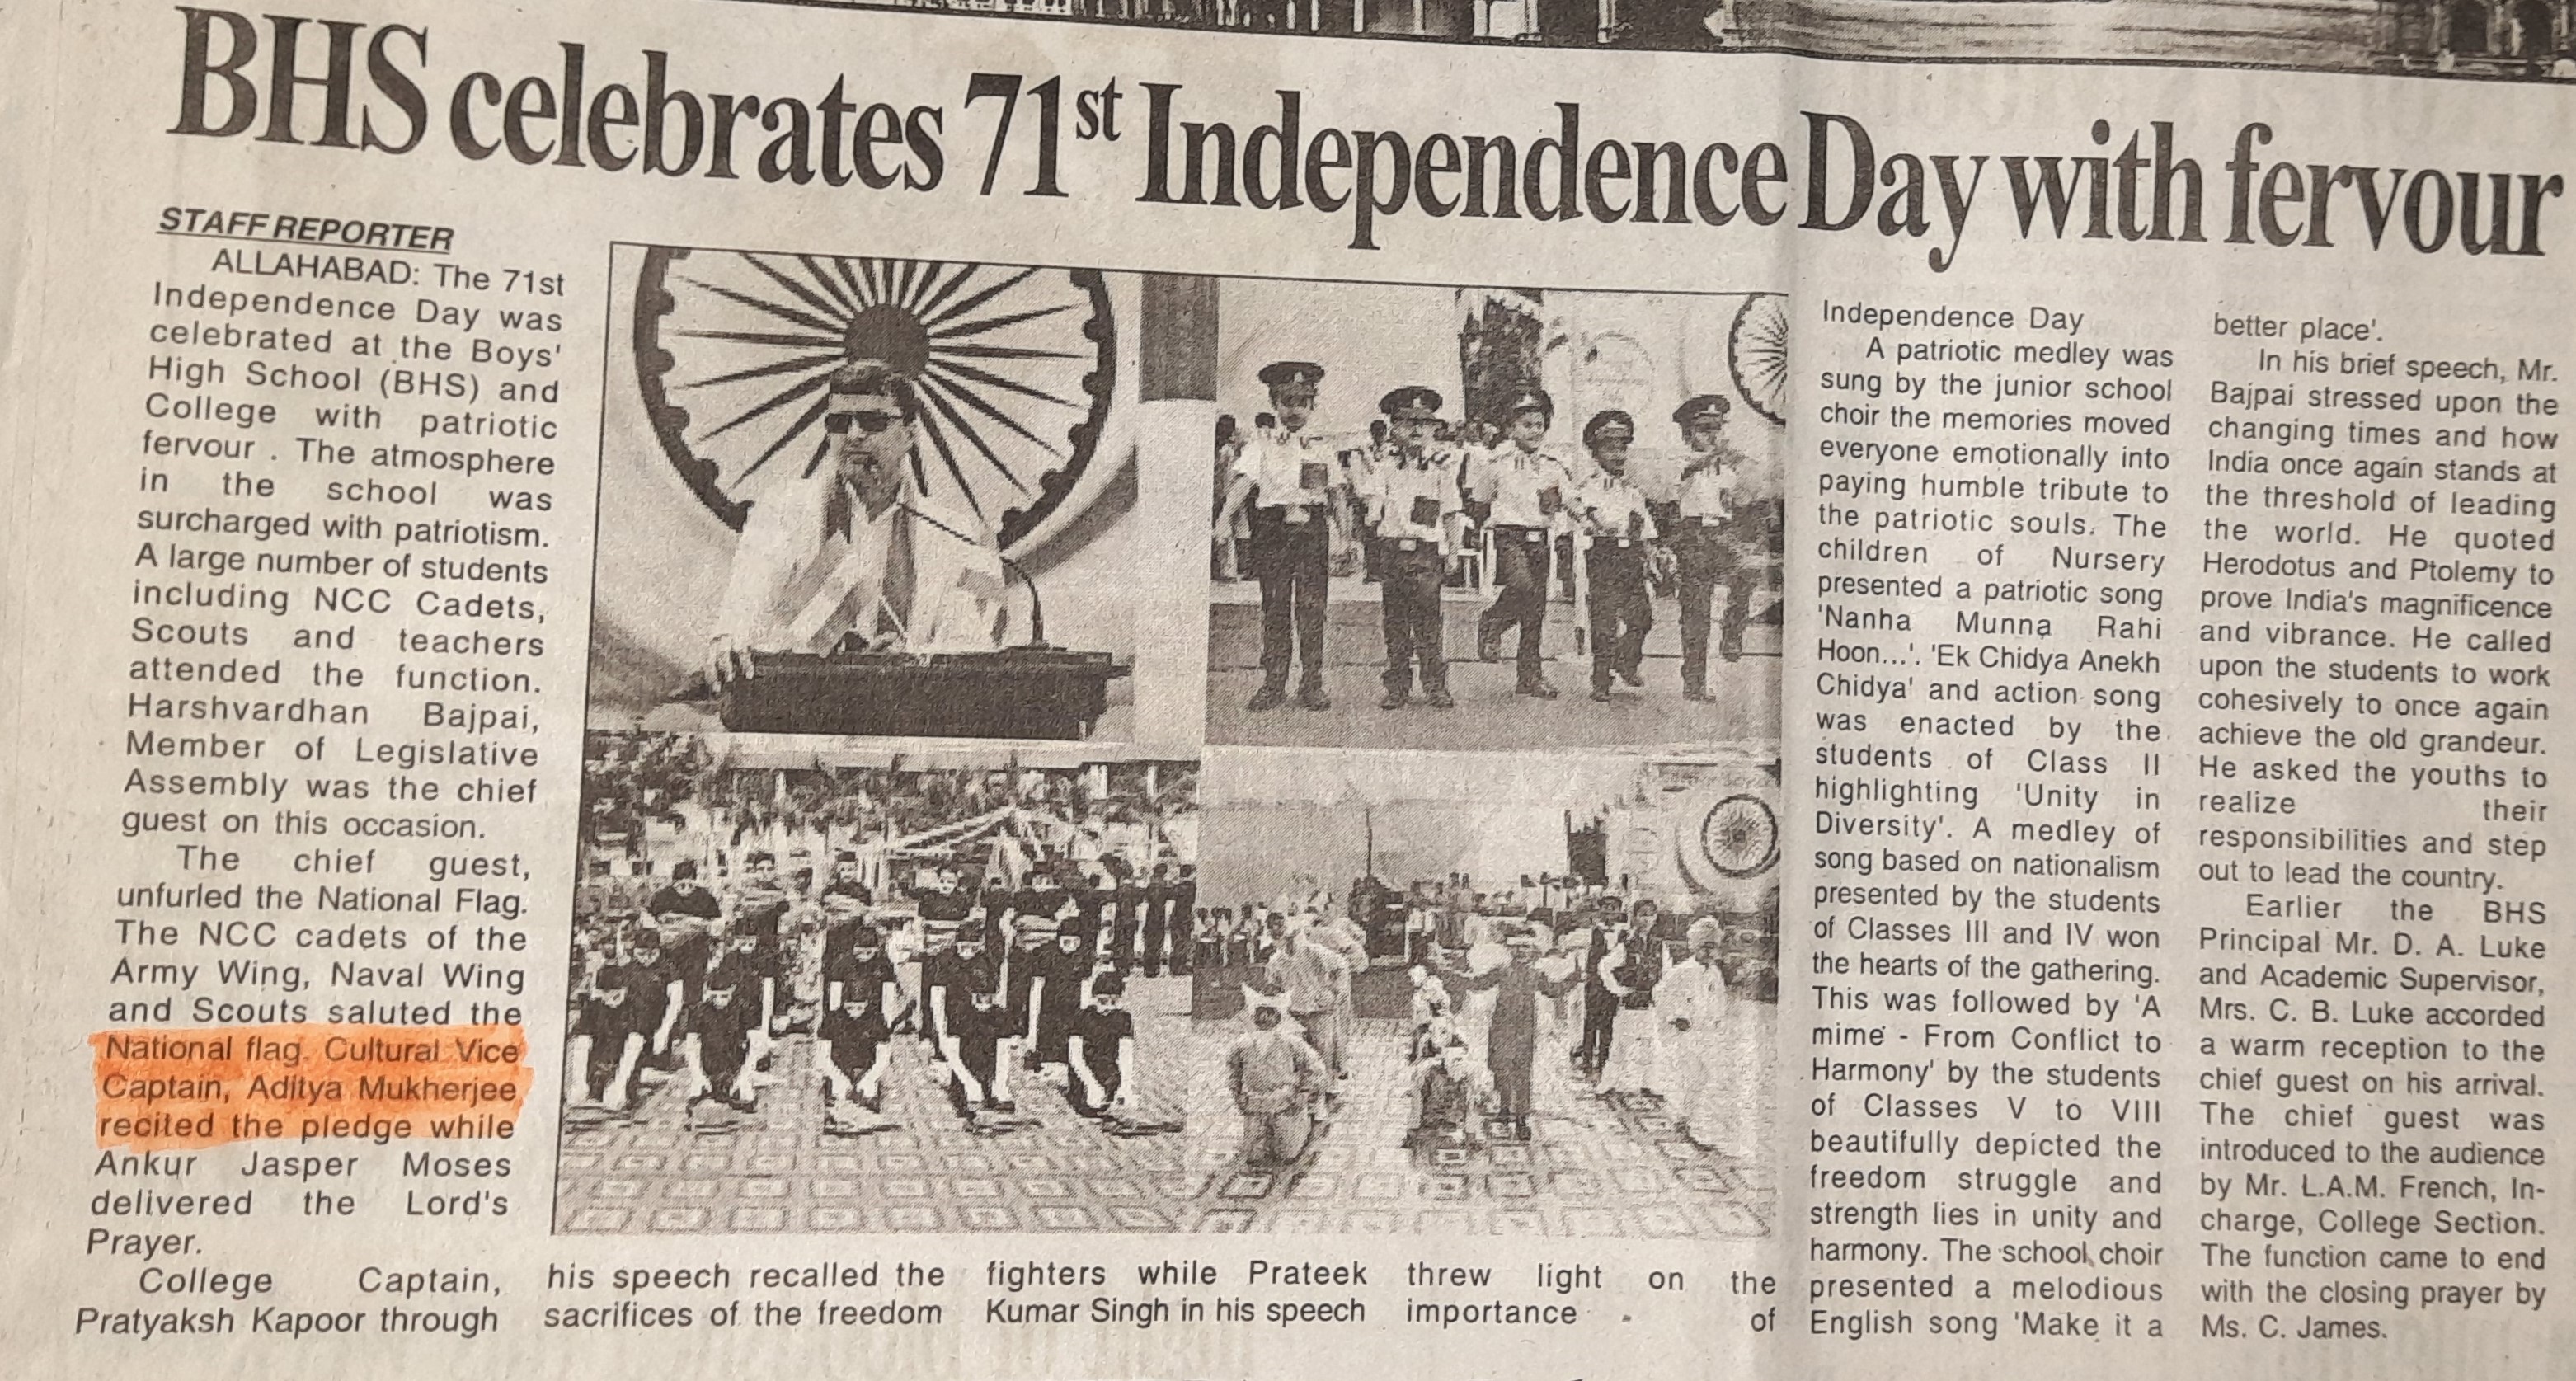 BHS celebrates 71st Independence Day with fervour
STAFF REPORTER
ALLAHABAD: The 71st
Independence Day was
celebrated at the Boys'
High School (BHS) and
College with patriotic
fervour . The atmosphere
in the school was
surcharged with patriotism.
A large number of students
including NCC Cadets,
Scouts and teachers
attended the function.
Harshvardhan Bajpai,
Member of Legislative
Assembly was the chief
guest on this occasion.
The chief guest,
unfurled the National Flag.
The NCC cadets of the
Army Wing, Naval Wing
and Scouts saluted the
National flag. Cultural Vice
Captain, Aditya Mukherjee
recited the pledge while
Ankur Jasper Moses
delivered the Lord's
Prayer.
College Captain,
Pratyaksh Kapoor through
his speech recalled the
sacrifices of the freedom
fighters while Prateek
Kumar Singh in his speech
threw light on the
importance of
Independence Day
A patriotic medley was
sung by the junior school
choir the memories moved
everyone emotionally into
paying humble tribute to
the patriotic souls. The
children of Nursery
presented a patriotic song
'Nanha Munna Rahi
Hoon...'. 'Ek Chidya Anekh
Chidya' and action song
was enacted by the
students of Class II
highlighting 'Unity in
Diversity'. A medley of
song based on nationalism
presented by the students
of Classes III and IV won
the hearts of the gathering.
This was followed by 'A
mime - From Conflict to
Harmony' by the students
of Classes V to VIII
beautifully depicted the
freedom struggle and
strength lies in unity and
harmony. The school choir
presented a melodious
English song 'Make it a
better place'.
In his brief speech, Mr.
Bajpai stressed upon the
changing times and how
India once again stands at
the threshold of leading
the world. He quoted
Herodotus and Ptolemy to
prove India's magnificence
and vibrance. He called
upon the students to work
cohesively to once again
achieve the old grandeur.
He asked the youths to
realize their
responsibilities and step
out to lead the country.
Earlier the BHS
Principal Mr. D. A. Luke
and Academic Supervisor,
Mrs. C. B. Luke accorded
a warm reception to the
chief guest on his arrival.
The chief guest was
introduced to the audience
by Mr. L.A.M. French, In-
charge, College Section.
The function came to end
with the closing prayer by
Ms. C. James.